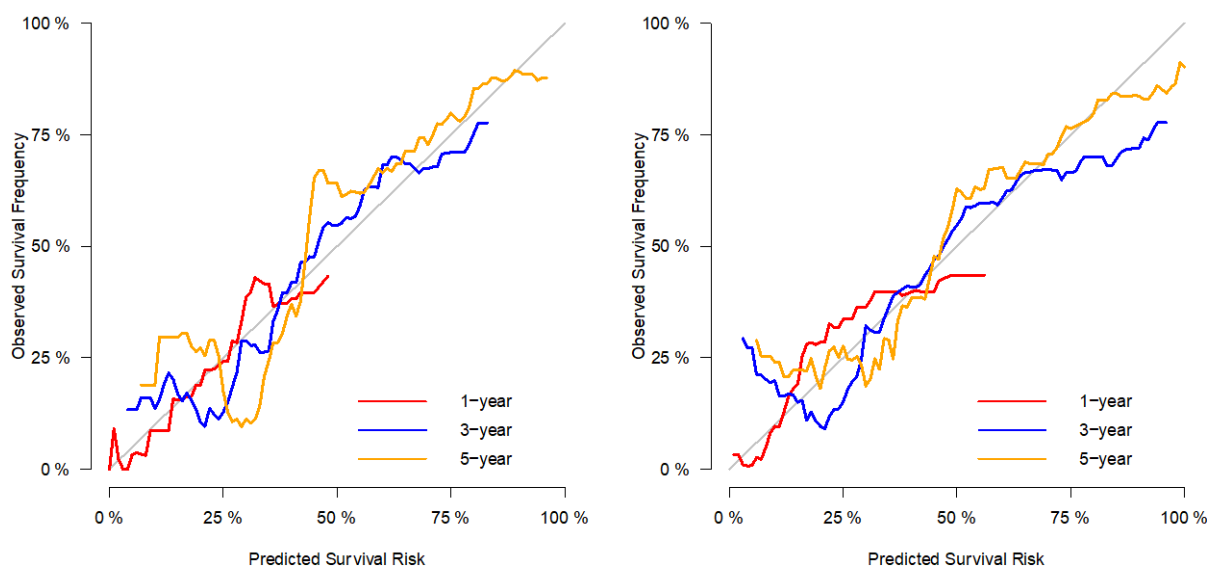 100 %
75 %
50 %
25 %
0 %
Observed Survival Frequency
1-year
3-year
5-year
0 %
25 %
50 %
75 %
100 %
Predicted Survival Risk
100 %
75 %
50 %
25 %
0 %
Observed Survival Frequency
1-year
3-year
5-year
0 %
25 %
50 %
75 %
100 %
Predicted Survival Risk